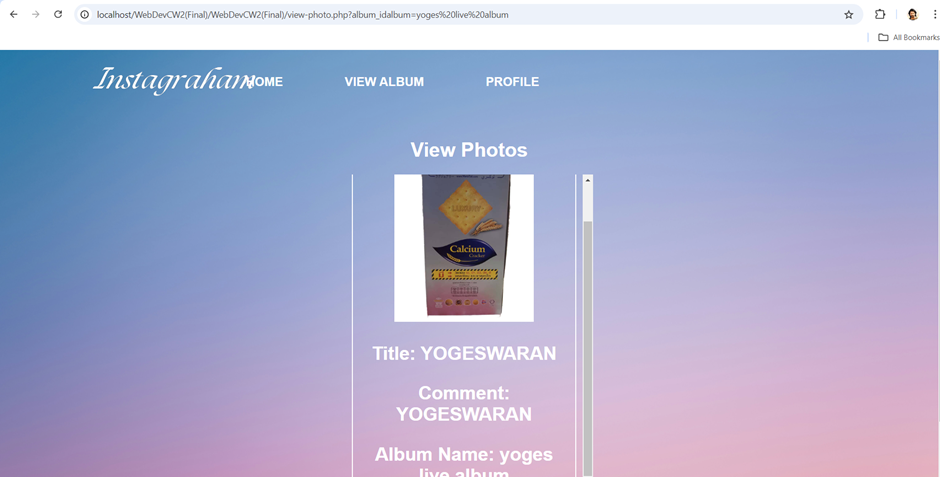 localhost/WebDevCW2(Final)/WebDevCW2(Final)/view-photo.php?album_idalbum=yoges%20live%20album
All Bookmarks
Instagraham
HOME
VIEW ALBUM
PROFILE
View Photos
Calcium
Cracker
Title: YOGESWARAN
Comment:
YOGESWARAN
Album Name: yoges
live album